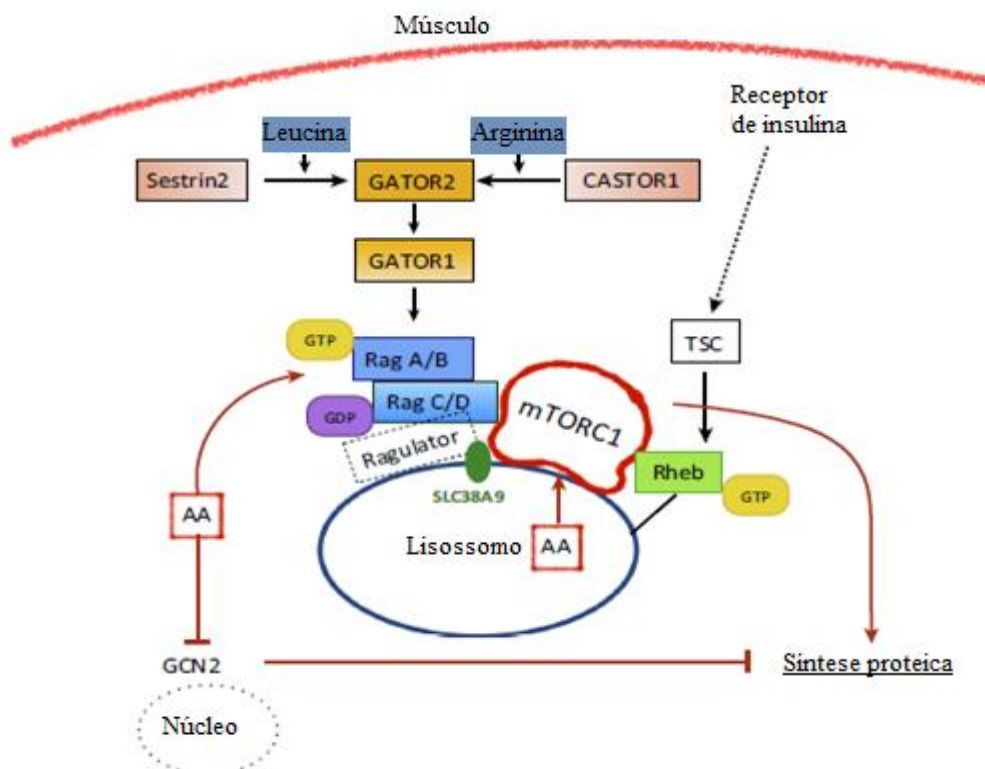 Músculo
Receptor
de insulina
Leucina
Arginina
Sestrin2
GATOR2
CASTOR1
GATOR1
TSC
GTP
Rag A/B
GDP
Rag C/D
mTORC1
Ragulator
SLC38A9
Rheb
GTP
AA
Lisossomo
AA
GCN2
Síntese proteica
Núcleo